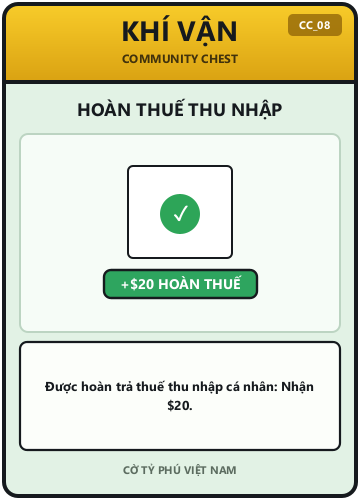 KHÍ VẬN
CC_08
COMMUNITY CHEST
HOÀN THUẾ THU NHẬP
✓
+$20 HOÀN THUẾ
Được hoàn trả thuế thu nhập cá nhân: Nhận
$20.
CỜ TỶ PHÚ VIỆT NAM